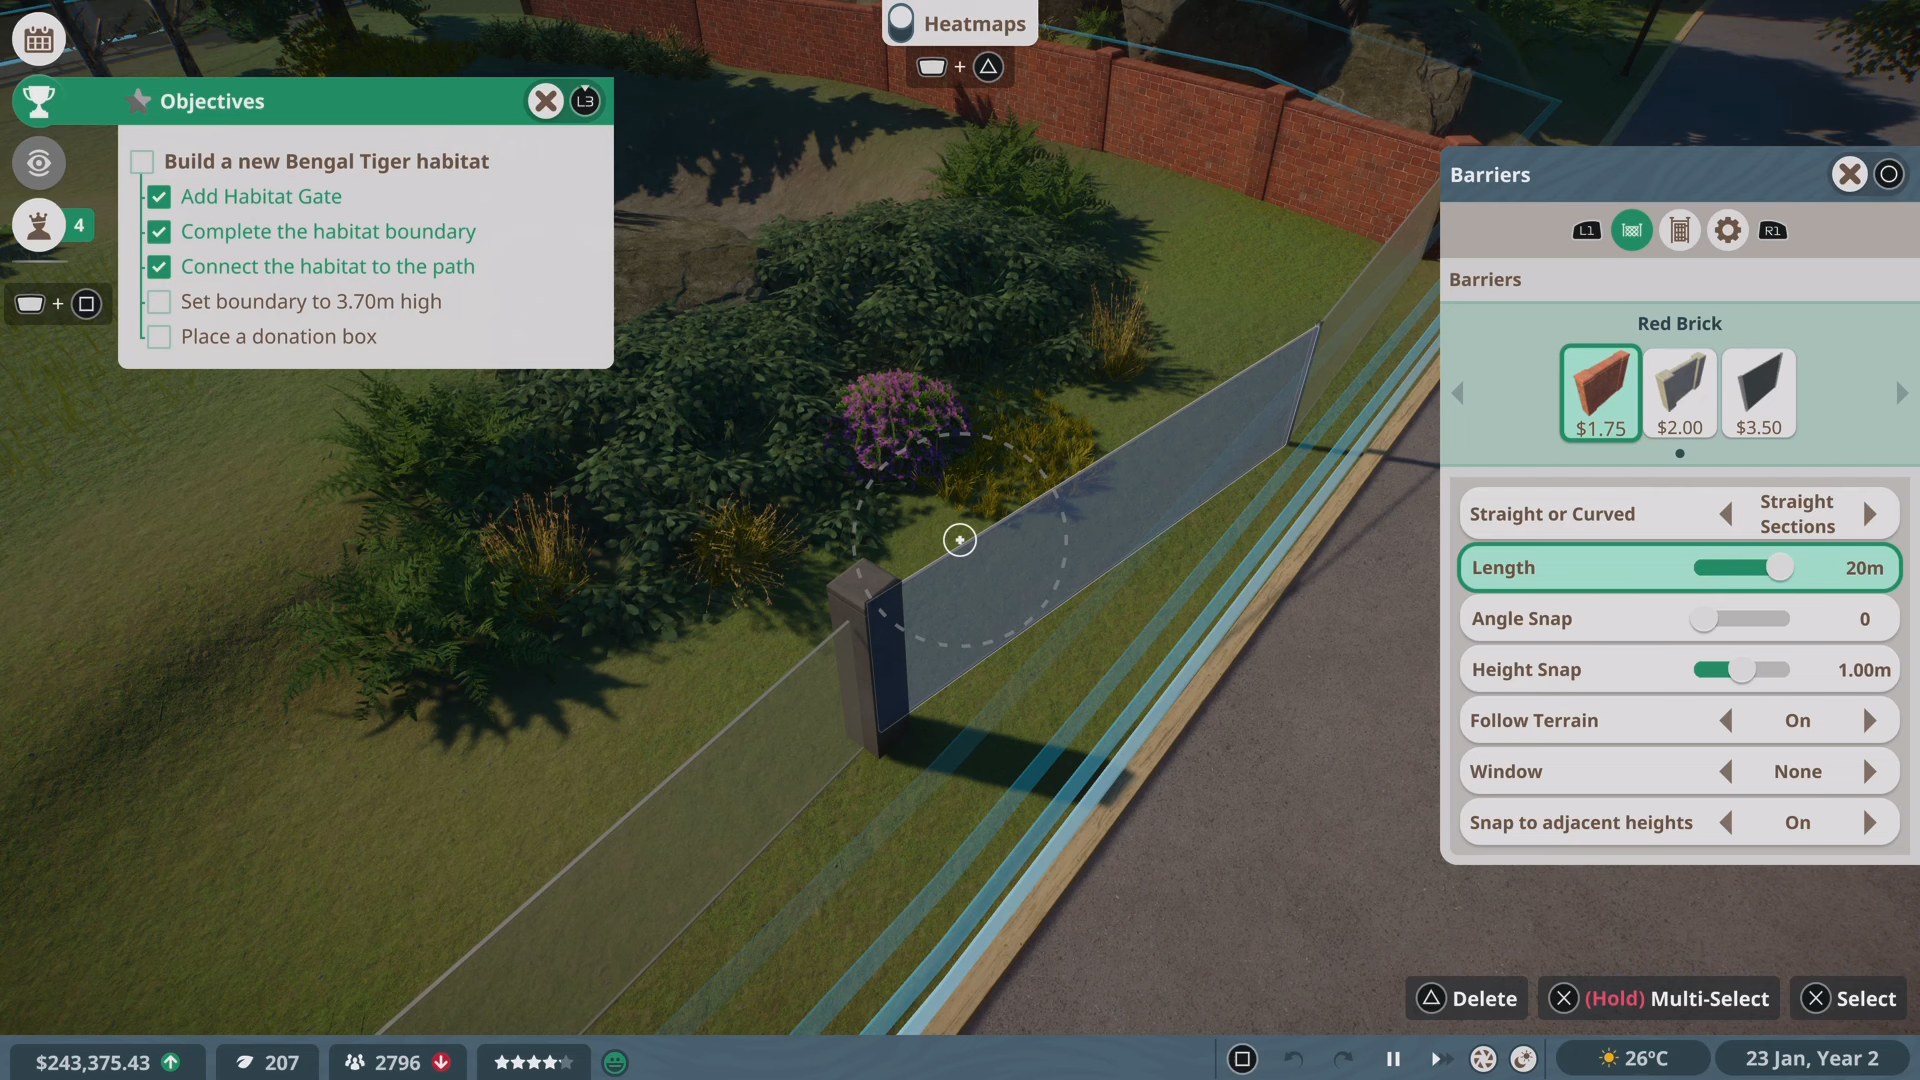 Heatmaps
+
Objectives
L3
Build a new Bengal Tiger habitat
Add Habitat Gate
Complete the habitat boundary
Connect the habitat to the path
Set boundary to 3.70m high
Place a donation box
4
+
Barriers
L1
R1
Barriers
Red Brick
$1.75
$2.00
$3.50
Straight or Curved
Straight
Sections
Length
20m
Angle Snap
0
Height Snap
1.00m
Follow Terrain
On
Window
None
Snap to adjacent heights
On
Delete
(Hold) Multi-Select
Select
$243,375.43
207
2796
26°C
23 Jan, Year 2